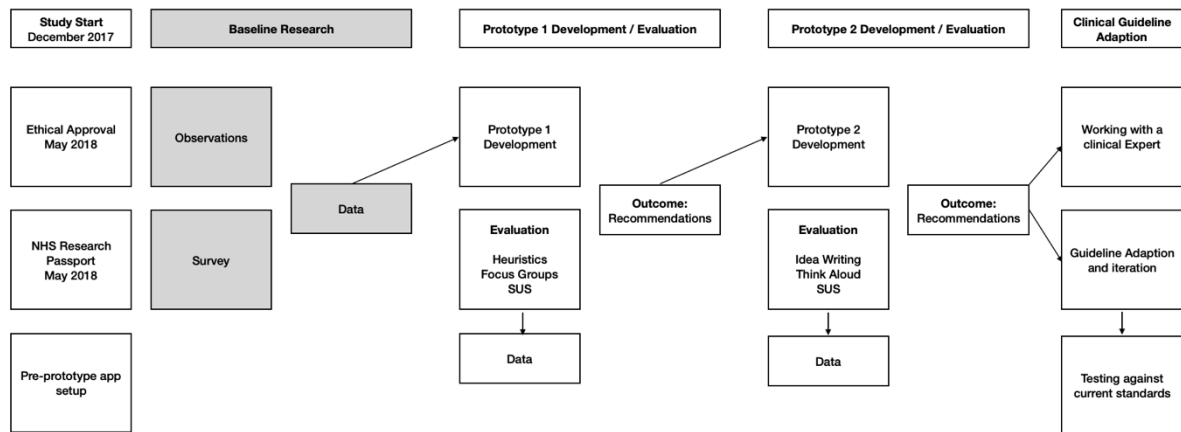 Study Start
December 2017
Baseline Research
Prototype 1 Development / Evaluation
Prototype 2 Development / Evaluation
Clinical Guideline
Adaption
Ethical Approval
May 2018
Observations
Prototype 1
Development
Prototype 2
Development
Working with a
clinical Expert
Data
Outcome:
Recommendations
Outcome:
Recommendations
NHS Research
Passport
May 2018
Survey
Evaluation
Heuristics
Focus Groups
SUS
Evaluation
Idea Writing
Think Aloud
SUS
Guideline Adaption
and iteration
Pre-prototype app
setup
Data
Data
Testing against
current standards